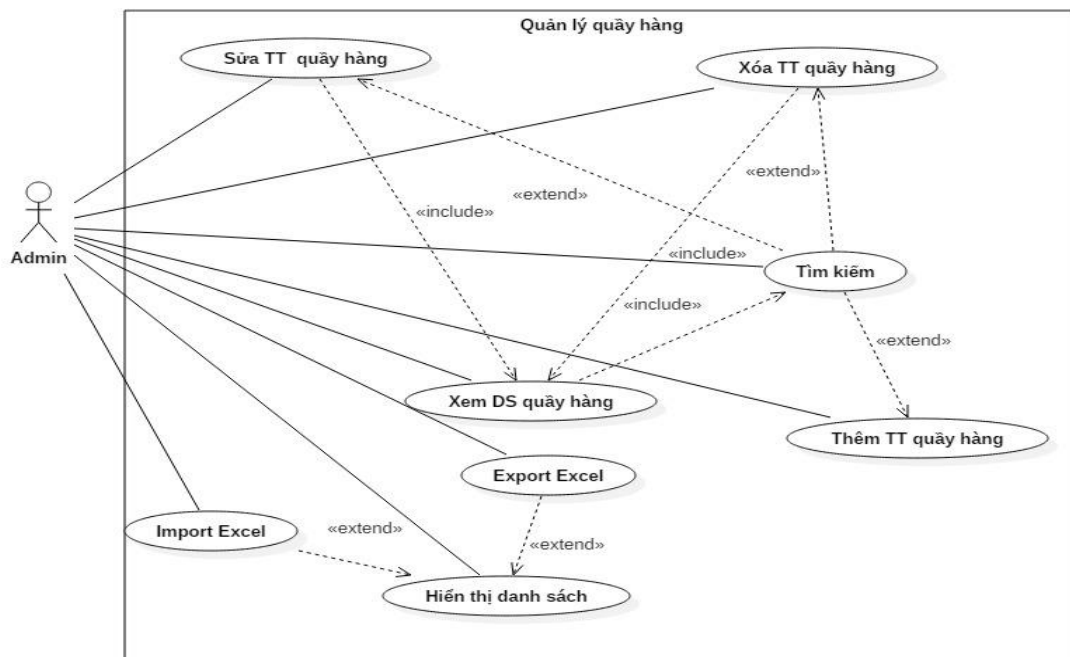 Quản lý quầy hàng
Sửa TT quầy hàng
Xóa TT quầy hàng
«extend»
«extend»
«include»
Admin
«include»
Tìm kiếm
«include»
«extend»
Xem DS quầy hàng
Thêm TT quầy hàng
Export Excel
Import Excel
«extend»
«extend»
Hiển thị danh sách